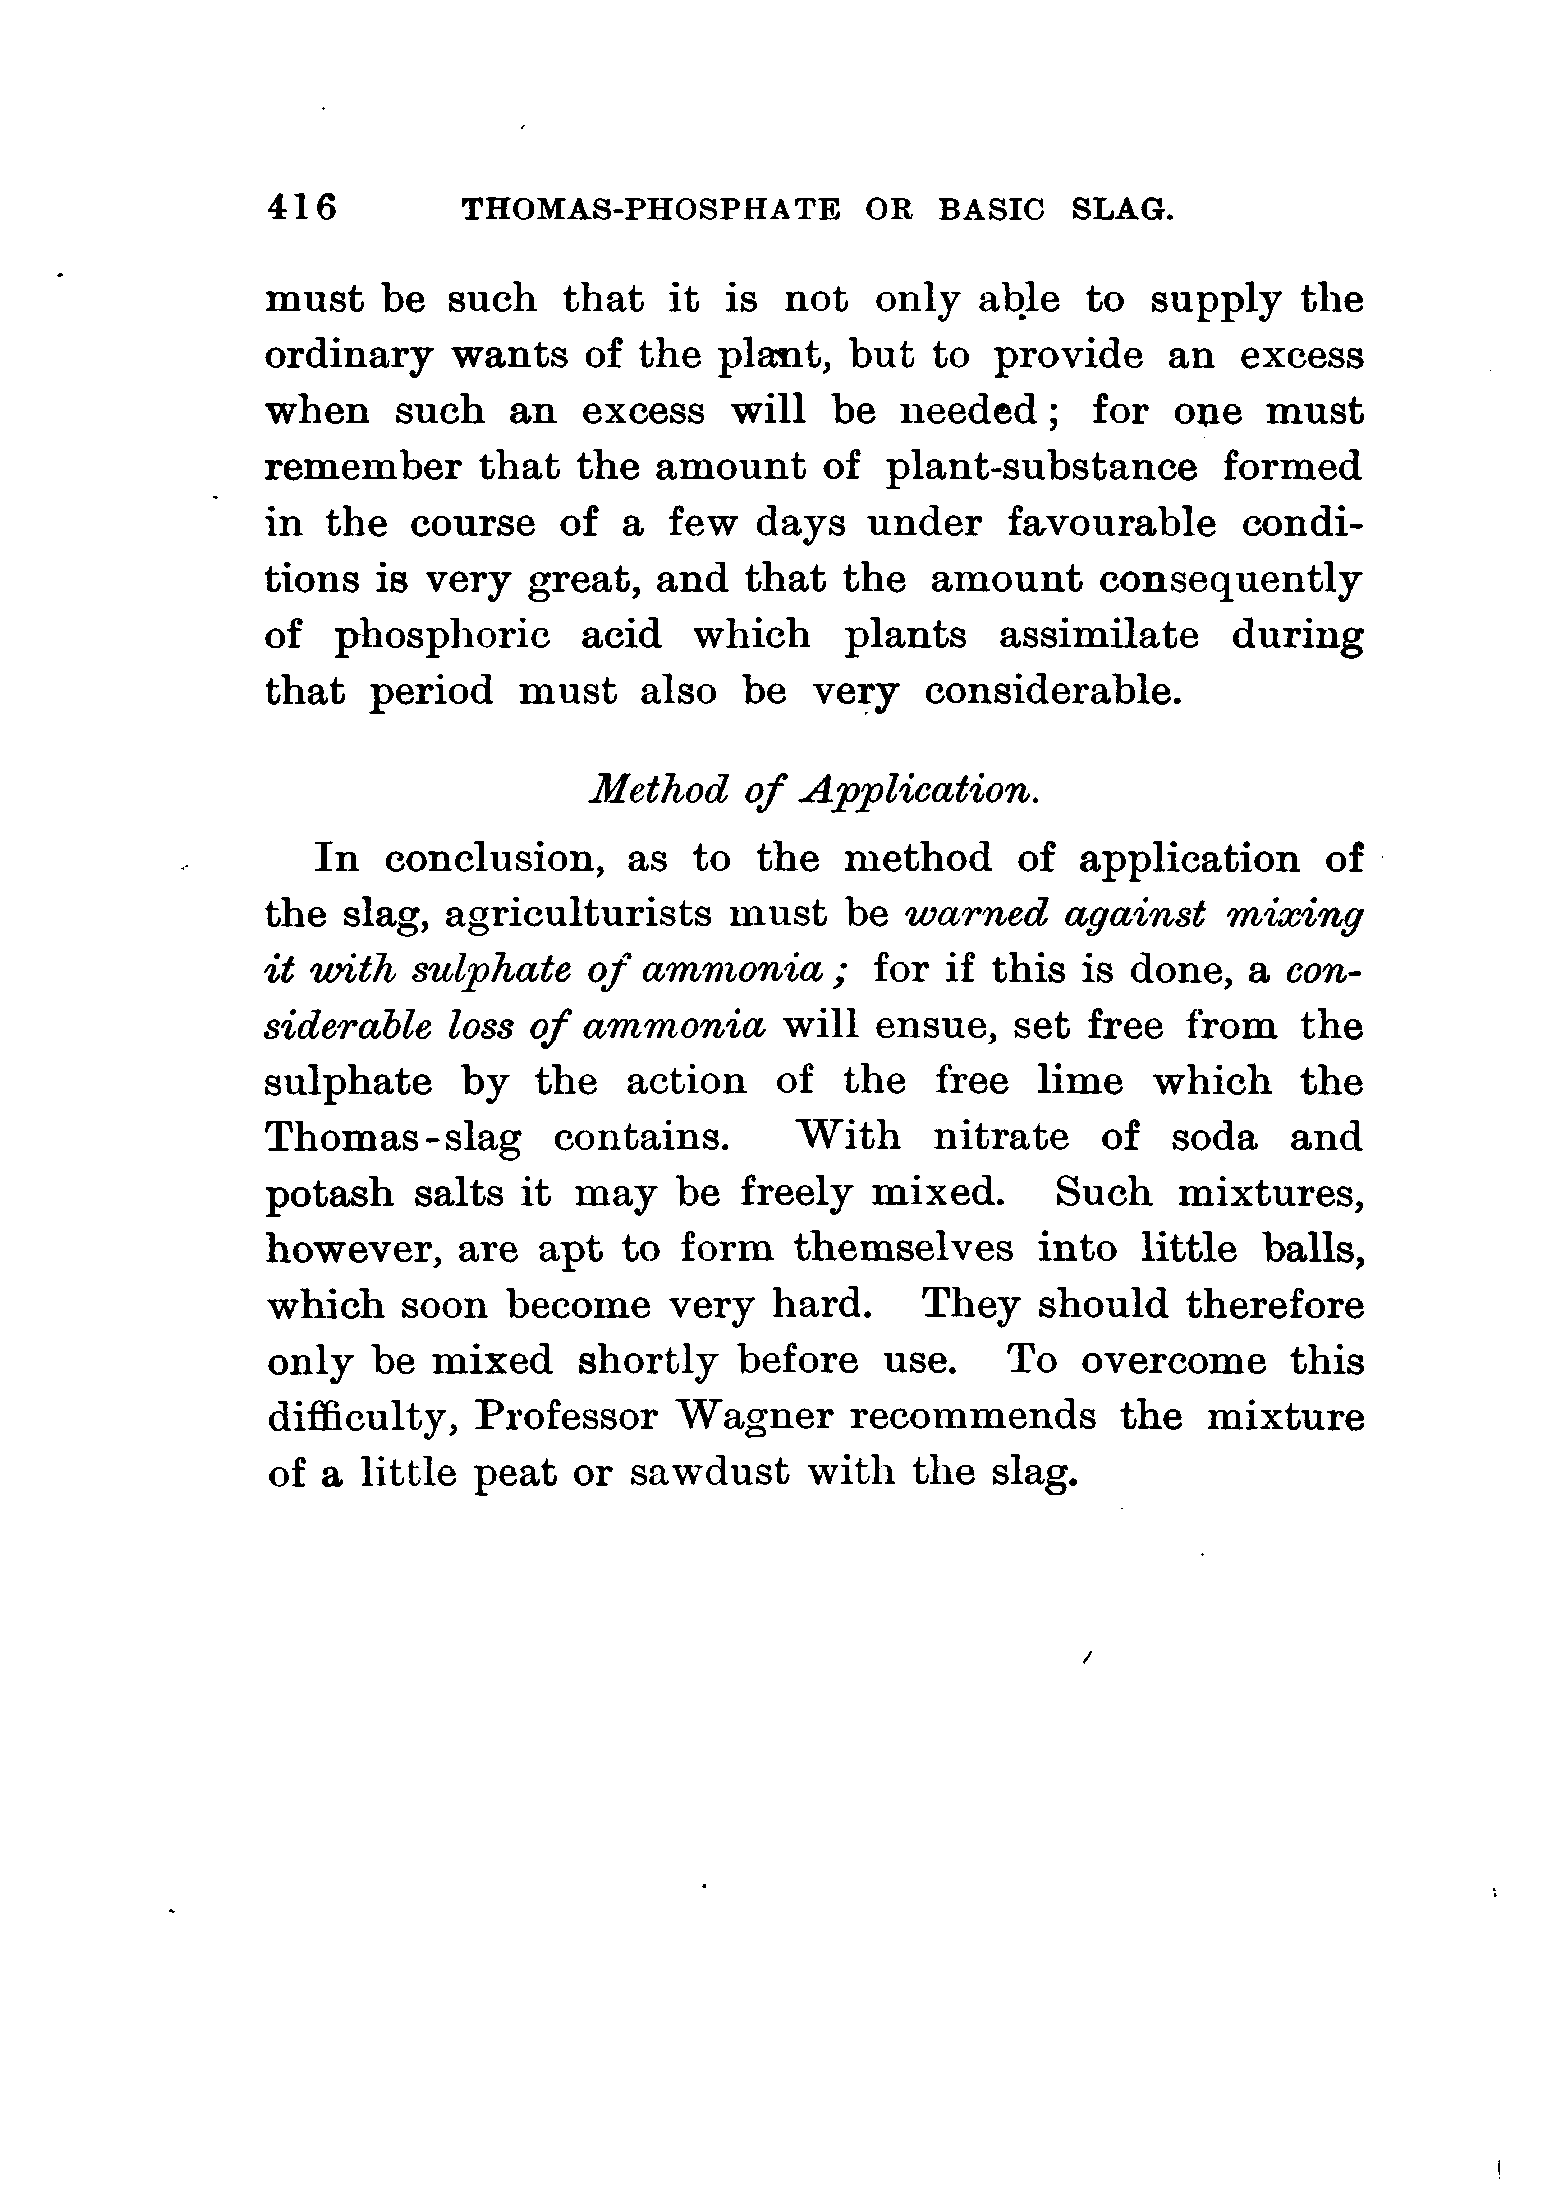 416 THOMAS-PHOSPHATE OR BASIC SLAG.
must be such that it is not only able to supply the
ordinary wants of the plant, but to provide an excess
when such an excess will be needed; for one must
remember that the amount of plant-substance formed
in the course of a few days under favourable condi-
tions is very great, and that the amount consequently
of phosphoric acid which plants assimilate during
that period must also be very considerable.
Method of Application.
In conclusion, as to the method of application of
the slag, agriculturists must be warned against mixing
it with sulphate of ammonia; for if this is done, a con-
siderable loss of ammonia will ensue, set free from the
sulphate by the action of the free lime which the
Thomas-slag contains. With nitrate of soda and
potash salts it may be freely mixed. Such mixtures,
however, are apt to form themselves into little balls,
which soon become very hard. They should therefore
only be mixed shortly before use. To overcome this
difficulty, Professor Wagner recommends the mixture
of a little peat or sawdust with the slag.